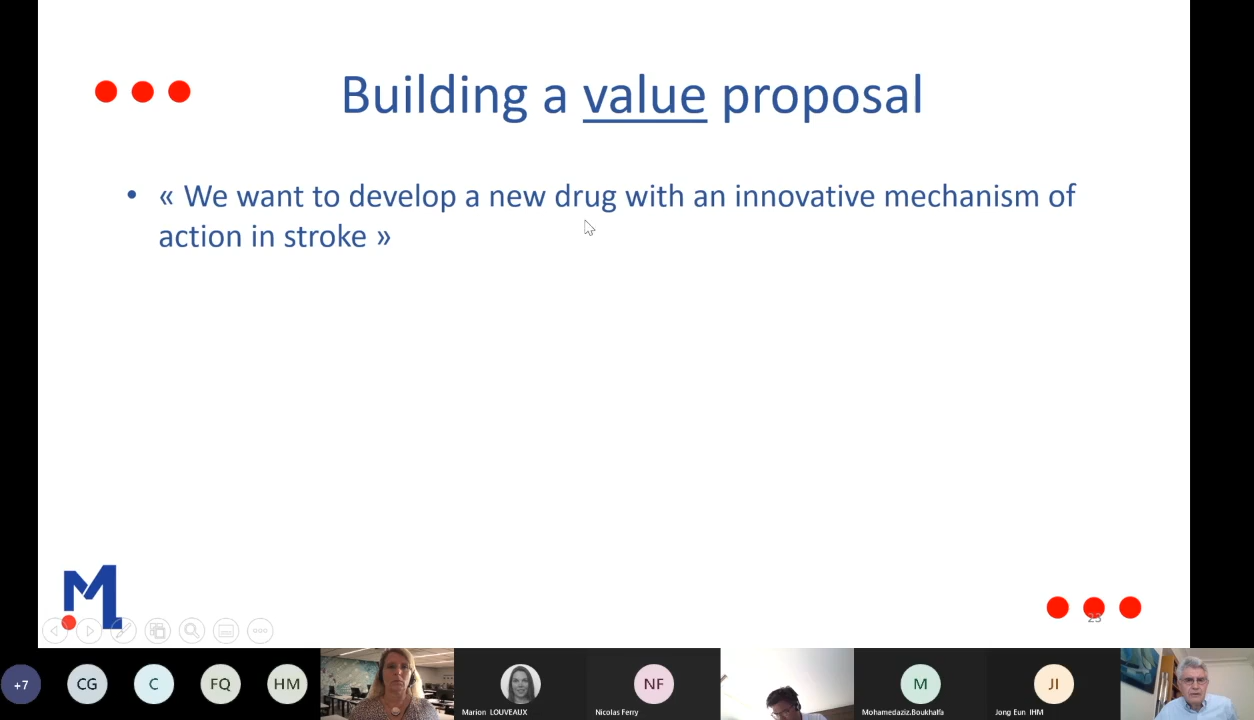 Building a value proposal
• « We want to develop a new drug with an innovative mechanism of
action in stroke »
M
23
+7
CG
C
FQ
HM
Marion LOUVEAUX
NF
Nicolas Ferry
M
Mohamedaziz.Boukhalfa
JI
Jong Eun IHM